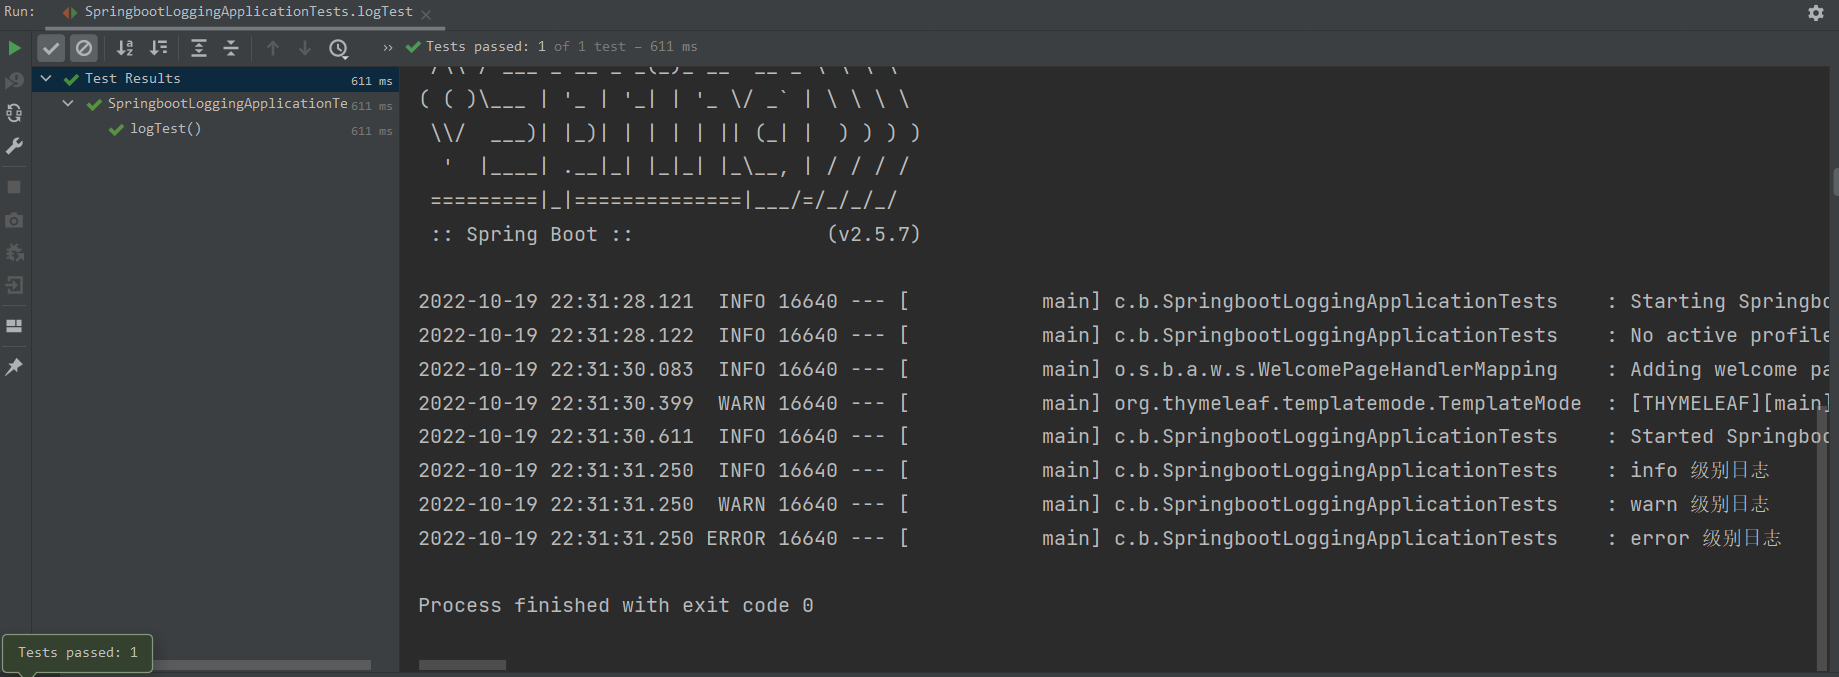 Run: SpringbootLoggingApplicationTests.logTest
Tests passed: 1 of 1 test – 611 ms
Test Results 611 ms
SpringbootLoggingApplicationTe 611 ms
logTest() 611 ms
( ( )\___ | '_ | '_| | '_ \/ _` | \ \ \ \
\\/  ___)| |_)| | | | | || (_| |  ) ) ) )
'  |____| .__|_| |_|_| |_\__, | / / / /
=========|_|==============|___/=/_/_/_/
:: Spring Boot :: (v2.5.7)
2022-10-19 22:31:28.121  INFO 16640 --- [           main] c.b.SpringbootLoggingApplicationTests    : Starting Springbo
2022-10-19 22:31:28.122  INFO 16640 --- [           main] c.b.SpringbootLoggingApplicationTests    : No active profile
2022-10-19 22:31:30.083  INFO 16640 --- [           main] o.s.b.a.w.s.WelcomePageHandlerMapping    : Adding welcome pa
2022-10-19 22:31:30.399  WARN 16640 --- [           main] org.thymeleaf.templatemode.TemplateMode  : [THYMELEAF][main]
2022-10-19 22:31:30.611  INFO 16640 --- [           main] c.b.SpringbootLoggingApplicationTests    : Started Springboo
2022-10-19 22:31:31.250  INFO 16640 --- [           main] c.b.SpringbootLoggingApplicationTests    : info 级别日志
2022-10-19 22:31:31.250  WARN 16640 --- [           main] c.b.SpringbootLoggingApplicationTests    : warn 级别日志
2022-10-19 22:31:31.250 ERROR 16640 --- [           main] c.b.SpringbootLoggingApplicationTests    : error 级别日志
Process finished with exit code 0
Tests passed: 1